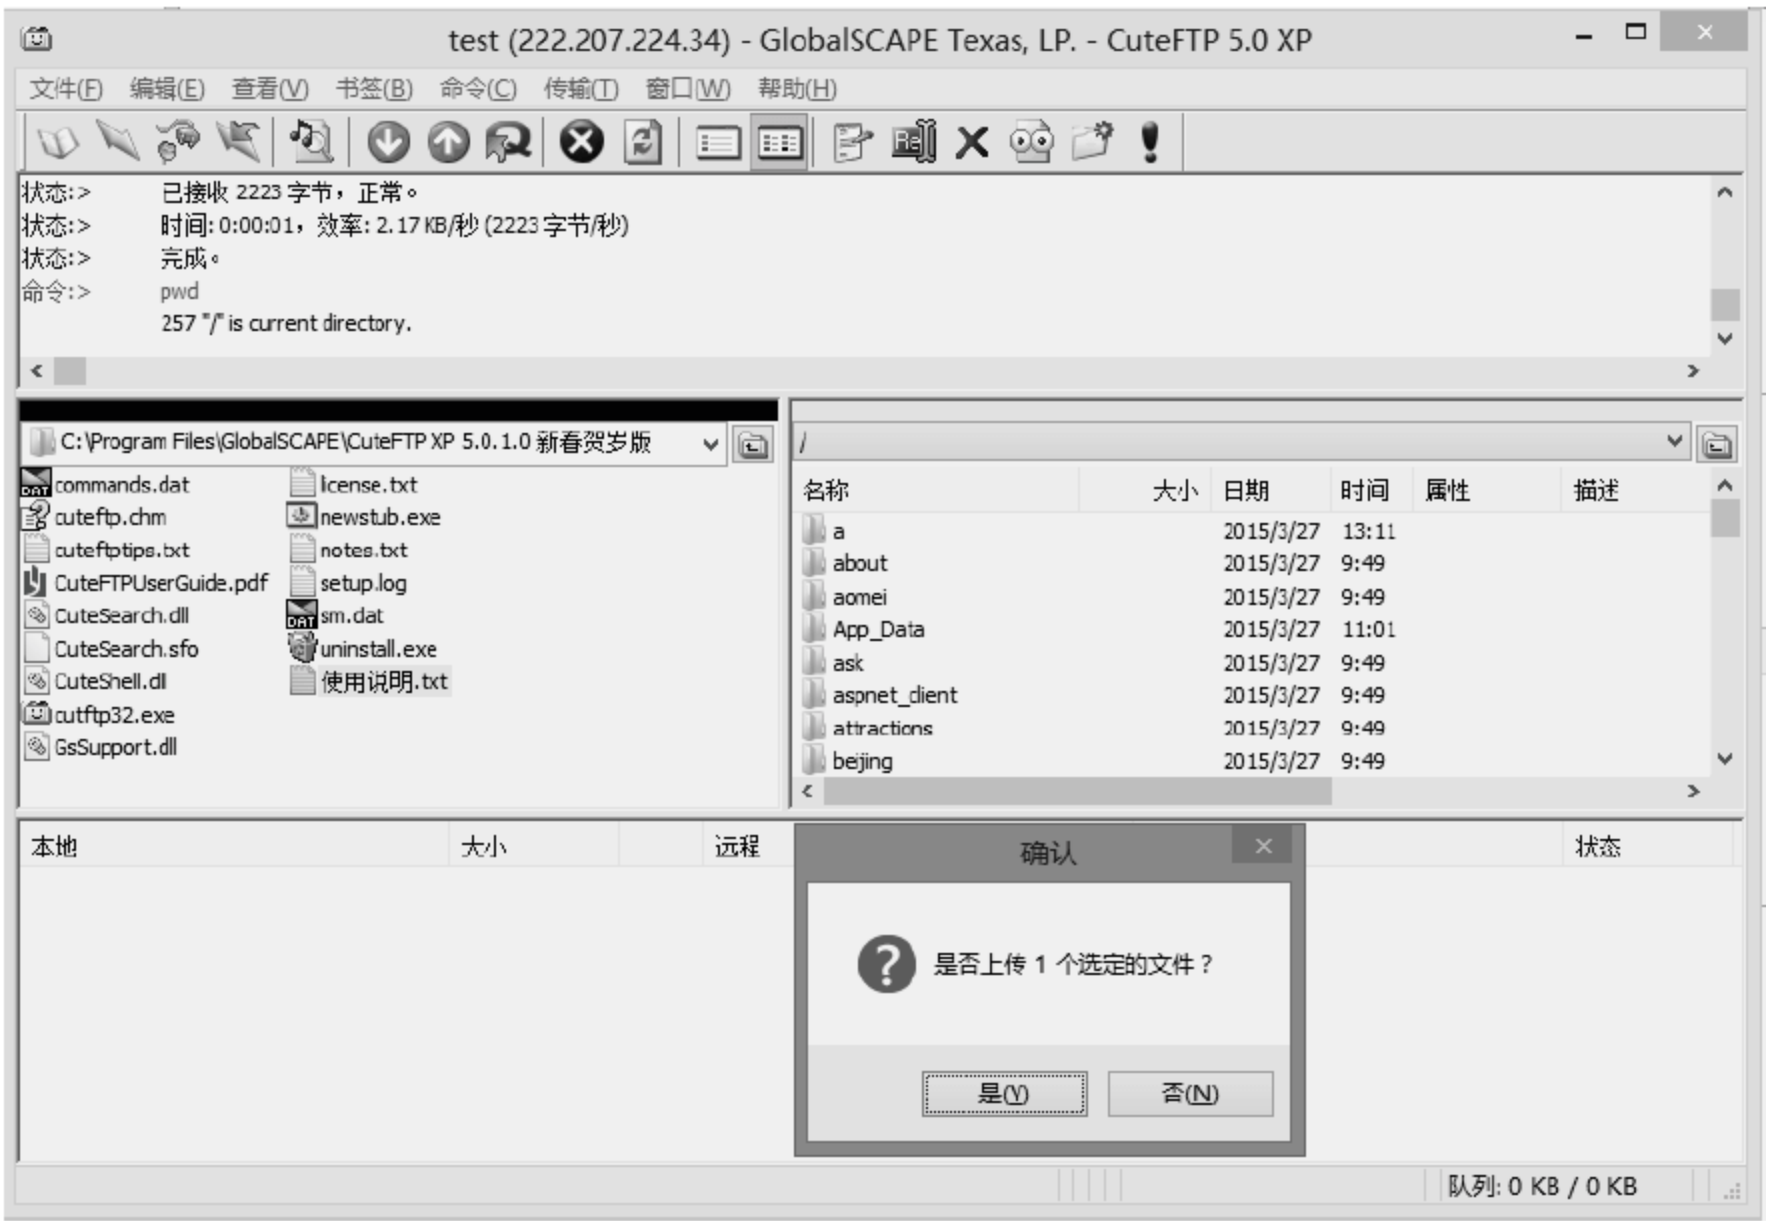 test (222.207.224.34) - GlobalSCAPE Texas, LP. - CuteFTP 5.0 XP
文件(F) 编辑(E) 查看(V) 书签(B) 命令(C) 传输(T) 窗口(W) 帮助(H)
状态:> 已接收 2223 字节，正常。
状态:> 时间: 0:00:01，效率: 2.17 KB/秒 (2223 字节/秒)
状态:> 完成。
命令:> pwd
257 "/" is current directory.
C:\Program Files\GlobalSCAPE\CuteFTP XP 5.0.1.0 新春贺岁版
commands.dat license.txt
cuteftp.chm newstub.exe
cuteftptips.txt notes.txt
CuteFTPUserGuide.pdf setup.log
CuteSearch.dll sm.dat
CuteSearch.sfo uninstall.exe
CuteShell.dll 使用说明.txt
cutftp32.exe
GsSupport.dll
/
名称 大小 日期 时间 属性 描述
a 2015/3/27 13:11
about 2015/3/27 9:49
aomei 2015/3/27 9:49
App_Data 2015/3/27 11:01
ask 2015/3/27 9:49
aspnet_client 2015/3/27 9:49
attractions 2015/3/27 9:49
beijing 2015/3/27 9:49
本地 大小 远程 状态
确认
是否上传 1 个选定的文件？
是(Y) 否(N)
队列: 0 KB / 0 KB